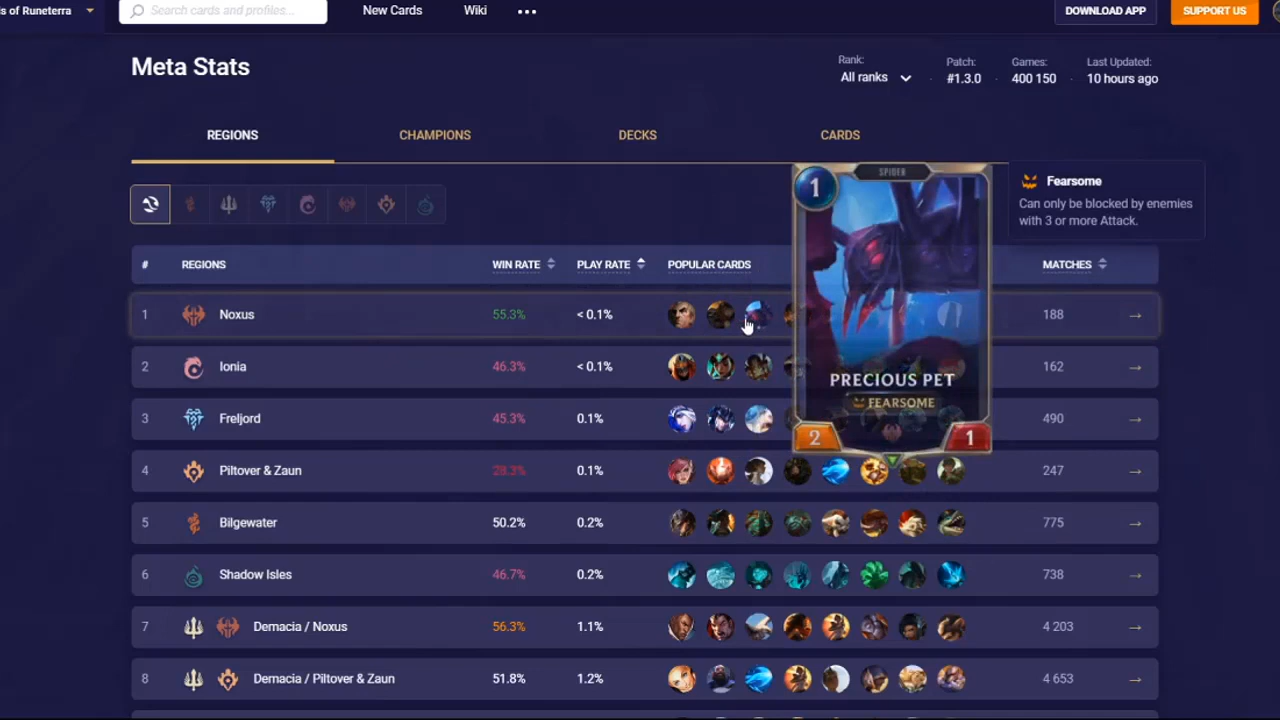 s of Runeterra
Search cards and profiles...
New Cards
Wiki
DOWNLOAD APP
SUPPORT US
Meta Stats
Rank:
All ranks
Patch:
#1.3.0
Games:
400 150
Last Updated:
10 hours ago
REGIONS
CHAMPIONS
DECKS
CARDS
SPIDER
1
PRECIOUS PET
FEARSOME
2
1
Fearsome
Can only be blocked by enemies
with 3 or more Attack.
# REGIONS WIN RATE PLAY RATE POPULAR CARDS MATCHES
1 Noxus 55.3% < 0.1% 188 →
2 Ionia 46.3% < 0.1% 162 →
3 Freljord 45.3% 0.1% 490 →
4 Piltover & Zaun 28.3% 0.1% 247 →
5 Bilgewater 50.2% 0.2% 775 →
6 Shadow Isles 46.7% 0.2% 738 →
7 Demacia / Noxus 56.3% 1.1% 4 203 →
8 Demacia / Piltover & Zaun 51.8% 1.2% 4 653 →